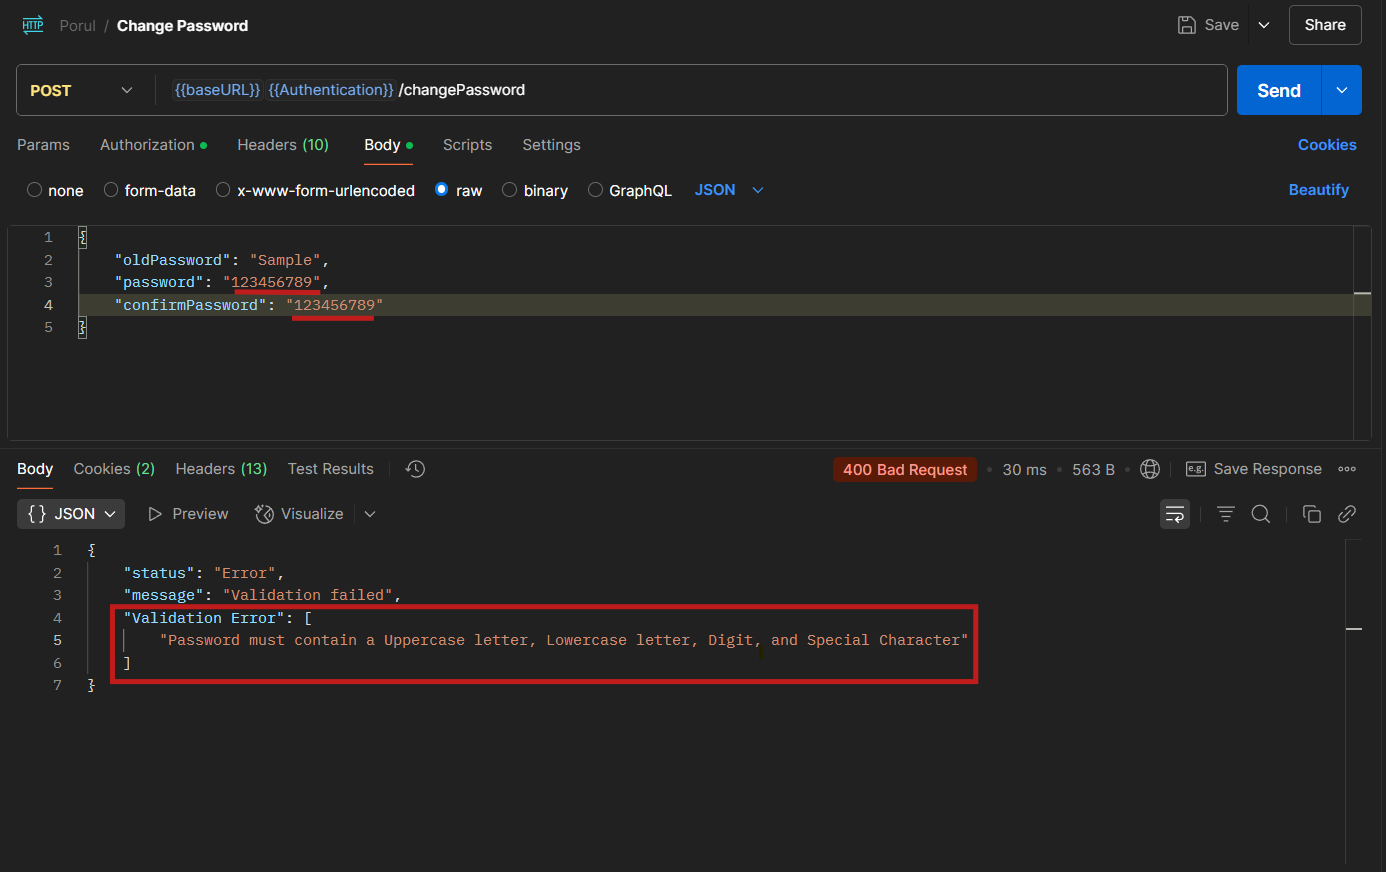 HTTP Porul / Change Password Save Share
POST {{baseURL}} {{Authentication}} /changePassword Send
Params Authorization Headers (10) Body Scripts Settings Cookies
none form-data x-www-form-urlencoded raw binary GraphQL JSON Beautify
1 {
2 "oldPassword": "Sample",
3 "password": "123456789",
4 "confirmPassword": "123456789"
5 }
Body Cookies (2) Headers (13) Test Results 400 Bad Request • 30 ms • 563 B • e.g. Save Response
{} JSON Preview Visualize
1 {
2 "status": "Error",
3 "message": "Validation failed",
4 "Validation Error": [
5 "Password must contain a Uppercase letter, Lowercase letter, Digit, and Special Character"
6 ]
7 }